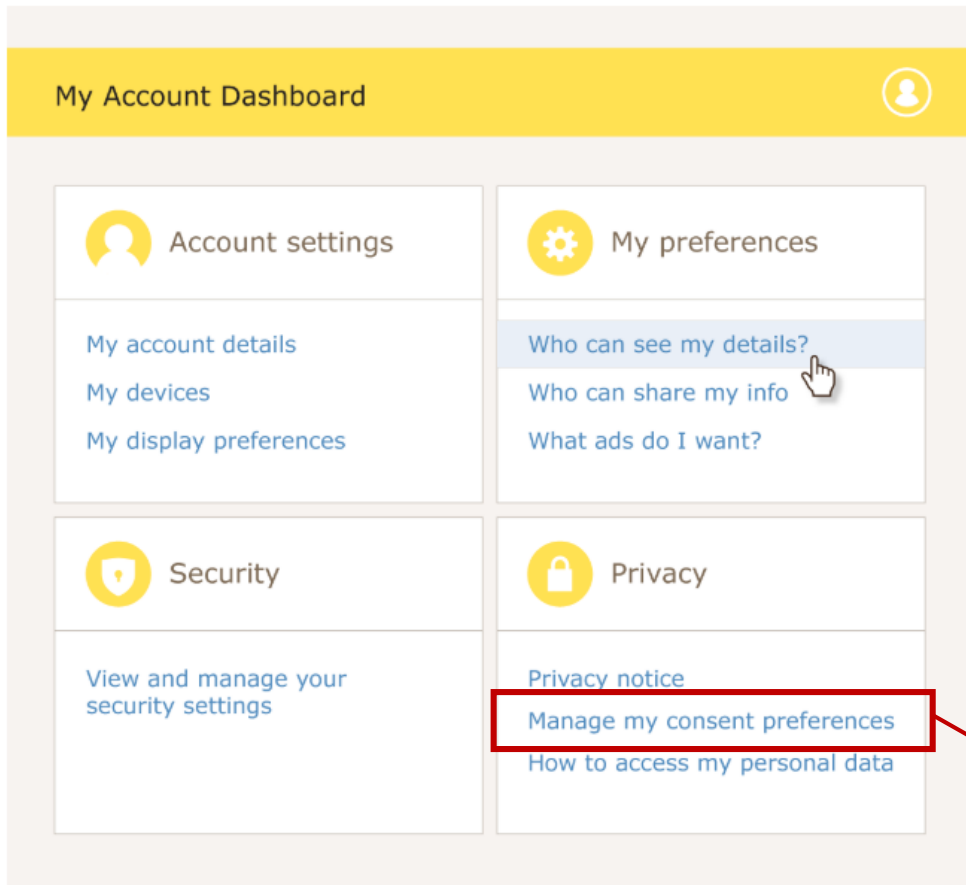 My Account Dashboard
Account settings
My account details
My devices
My display preferences
My preferences
Who can see my details?
Who can share my info
What ads do I want?
Security
View and manage your
security settings
Privacy
Privacy notice
Manage my consent preferences
How to access my personal data